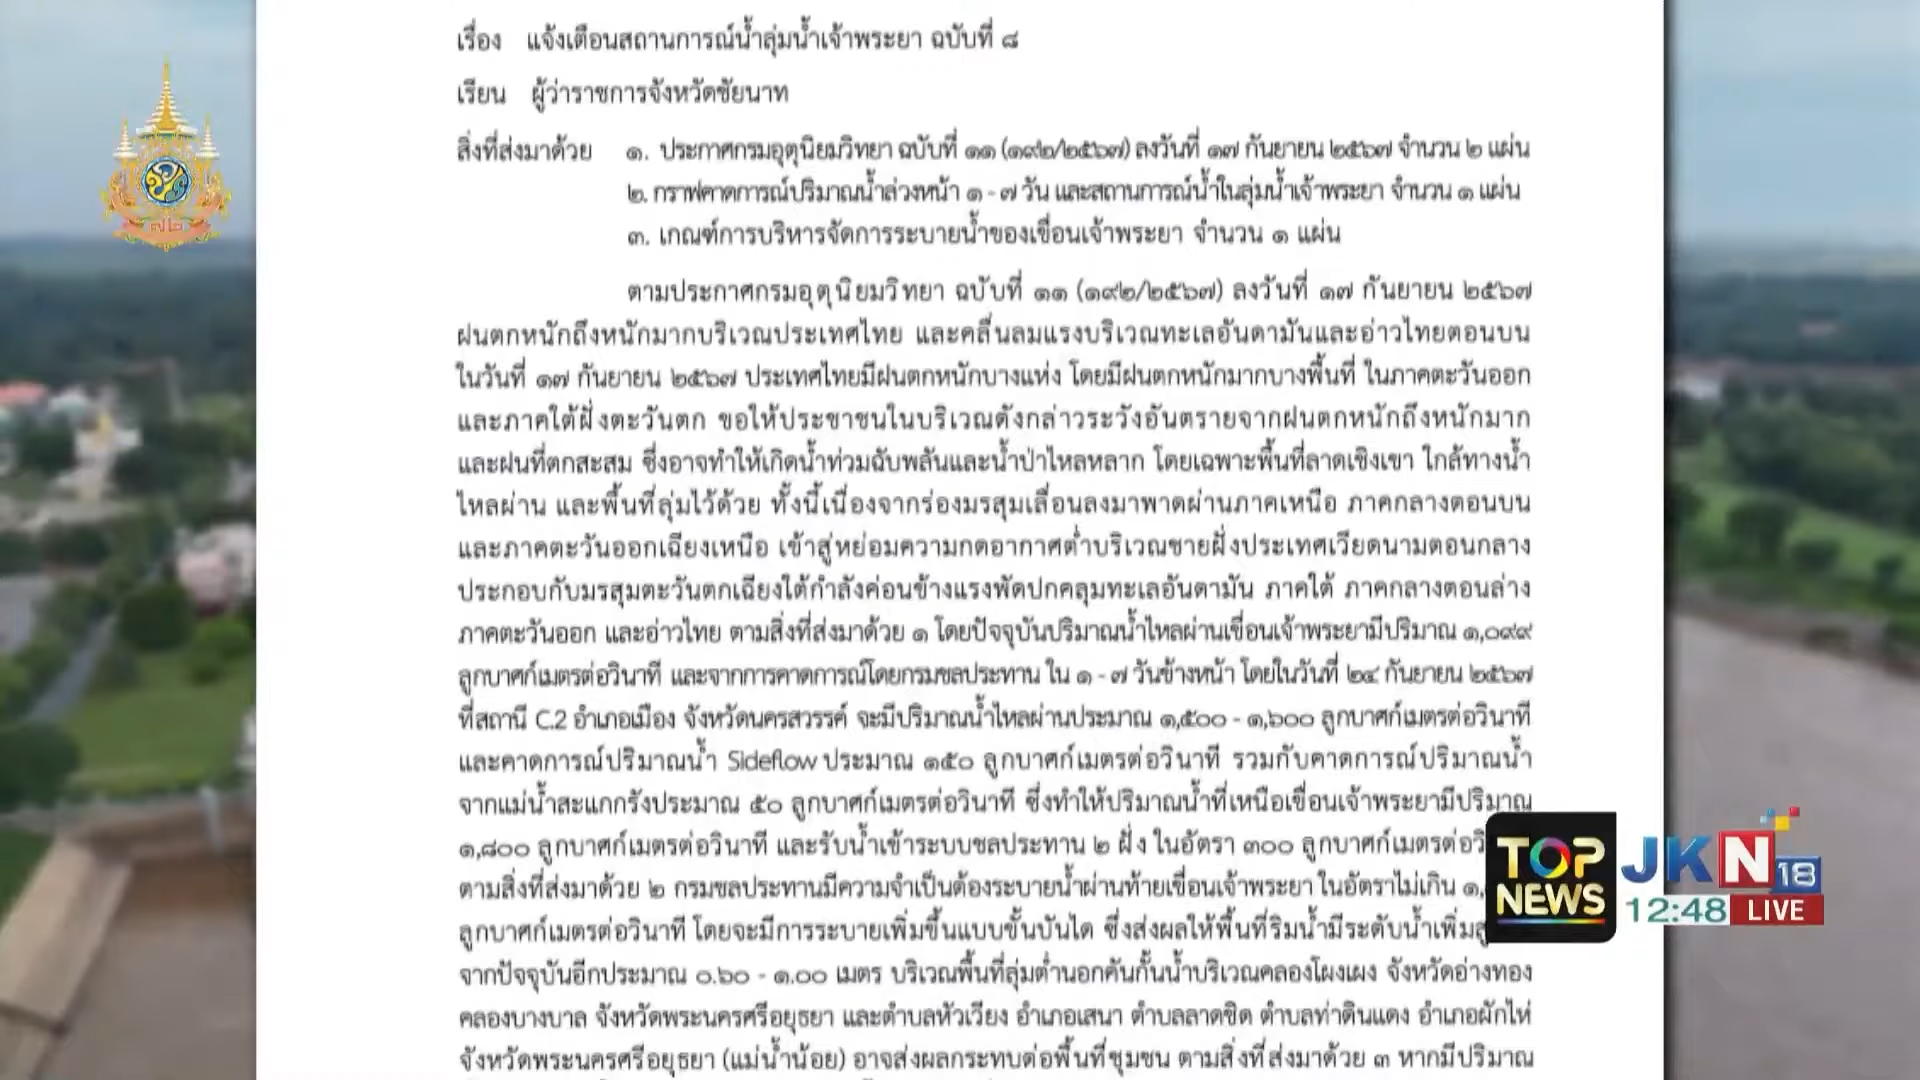 เรื่อง แจ้งเตือนสถานการณ์น้ำลุ่มน้ำเจ้าพระยา ฉบับที่ ๘
เรียน ผู้ว่าราชการจังหวัดชัยนาท
สิ่งที่ส่งมาด้วย ๑. ประกาศกรมอุตุนิยมวิทยา ฉบับที่ ๑๑ (๑๙๒/๒๕๖๗) ลงวันที่ ๑๗ กันยายน ๒๕๖๗ จำนวน ๒ แผ่น
๒. กราฟคาดการณ์ปริมาณน้ำล่วงหน้า ๑ - ๗ วัน และสถานการณ์น้ำในลุ่มน้ำเจ้าพระยา จำนวน ๑ แผ่น
๓. เกณฑ์การบริหารจัดการระบายน้ำของเขื่อนเจ้าพระยา จำนวน ๑ แผ่น
ตามประกาศกรมอุตุนิยมวิทยา ฉบับที่ ๑๑ (๑๙๒/๒๕๖๗) ลงวันที่ ๑๗ กันยายน ๒๕๖๗
ฝนตกหนักถึงหนักมากบริเวณประเทศไทย และคลื่นลมแรงบริเวณทะเลอันดามันและอ่าวไทยตอนบน
ในวันที่ ๑๗ กันยายน ๒๕๖๗ ประเทศไทยมีฝนตกหนักบางแห่ง โดยมีฝนตกหนักมากบางพื้นที่ ในภาคตะวันออก
และภาคใต้ฝั่งตะวันตก ขอให้ประชาชนในบริเวณดังกล่าวระวังอันตรายจากฝนตกหนักถึงหนักมาก
และฝนที่ตกสะสม ซึ่งอาจทำให้เกิดน้ำท่วมฉับพลันและน้ำป่าไหลหลาก โดยเฉพาะพื้นที่ลาดเชิงเขา ใกล้ทางน้ำ
ไหลผ่าน และพื้นที่ลุ่มไว้ด้วย ทั้งนี้เนื่องจากร่องมรสุมเลื่อนลงมาพาดผ่านภาคเหนือ ภาคกลางตอนบน
และภาคตะวันออกเฉียงเหนือ เข้าสู่หย่อมความกดอากาศต่ำบริเวณชายฝั่งประเทศเวียดนามตอนกลาง
ประกอบกับมรสุมตะวันตกเฉียงใต้กำลังค่อนข้างแรงพัดปกคลุมทะเลอันดามัน ภาคใต้ ภาคกลางตอนล่าง
ภาคตะวันออก และอ่าวไทย ตามสิ่งที่ส่งมาด้วย ๑ โดยปัจจุบันปริมาณน้ำไหลผ่านเขื่อนเจ้าพระยามีปริมาณ ๑,๐๙๙
ลูกบาศก์เมตรต่อวินาที และจากการคาดการณ์โดยกรมชลประทาน ใน ๑ - ๗ วันข้างหน้า โดยในวันที่ ๒๔ กันยายน ๒๕๖๗
ที่สถานี C.2 อำเภอเมือง จังหวัดนครสวรรค์ จะมีปริมาณน้ำไหลผ่านประมาณ ๑,๕๐๐ - ๑,๖๐๐ ลูกบาศก์เมตรต่อวินาที
และคาดการณ์ปริมาณน้ำ Sideflow ประมาณ ๑๕๐ ลูกบาศก์เมตรต่อวินาที รวมกับคาดการณ์ปริมาณน้ำ
จากแม่น้ำสะแกกรังประมาณ ๕๐ ลูกบาศก์เมตรต่อวินาที ซึ่งทำให้ปริมาณน้ำที่เหนือเขื่อนเจ้าพระยามีปริมาณ
๑,๘๐๐ ลูกบาศก์เมตรต่อวินาที และรับน้ำเข้าระบบชลประทาน ๒ ฝั่ง ในอัตรา ๓๐๐ ลูกบาศก์เมตรต่อ
ตามสิ่งที่ส่งมาด้วย ๒ กรมชลประทานมีความจำเป็นต้องระบายน้ำผ่านท้ายเขื่อนเจ้าพระยา ในอัตราไม่เกิน ๑,
ลูกบาศก์เมตรต่อวินาที โดยจะมีการระบายเพิ่มขึ้นแบบขั้นบันได ซึ่งส่งผลให้พื้นที่ริมน้ำมีระดับน้ำเพิ่ม
จากปัจจุบันอีกประมาณ ๐.๖๐ - ๑.๐๐ เมตร บริเวณพื้นที่ลุ่มต่ำนอกคันกั้นน้ำบริเวณคลองโผงเผง จังหวัดอ่างทอง
คลองบางบาล จังหวัดพระนครศรีอยุธยา และตำบลหัวเวียง อำเภอเสนา ตำบลลาดชิด ตำบลท่าดินแดง อำเภอผักไห่
จังหวัดพระนครศรีอยุธยา (แม่น้ำน้อย) อาจส่งผลกระทบต่อพื้นที่ชุมชน ตามสิ่งที่ส่งมาด้วย ๓ หากมีปริมาณ
๗๒
TOP NEWS
JKN 18
12:48 LIVE